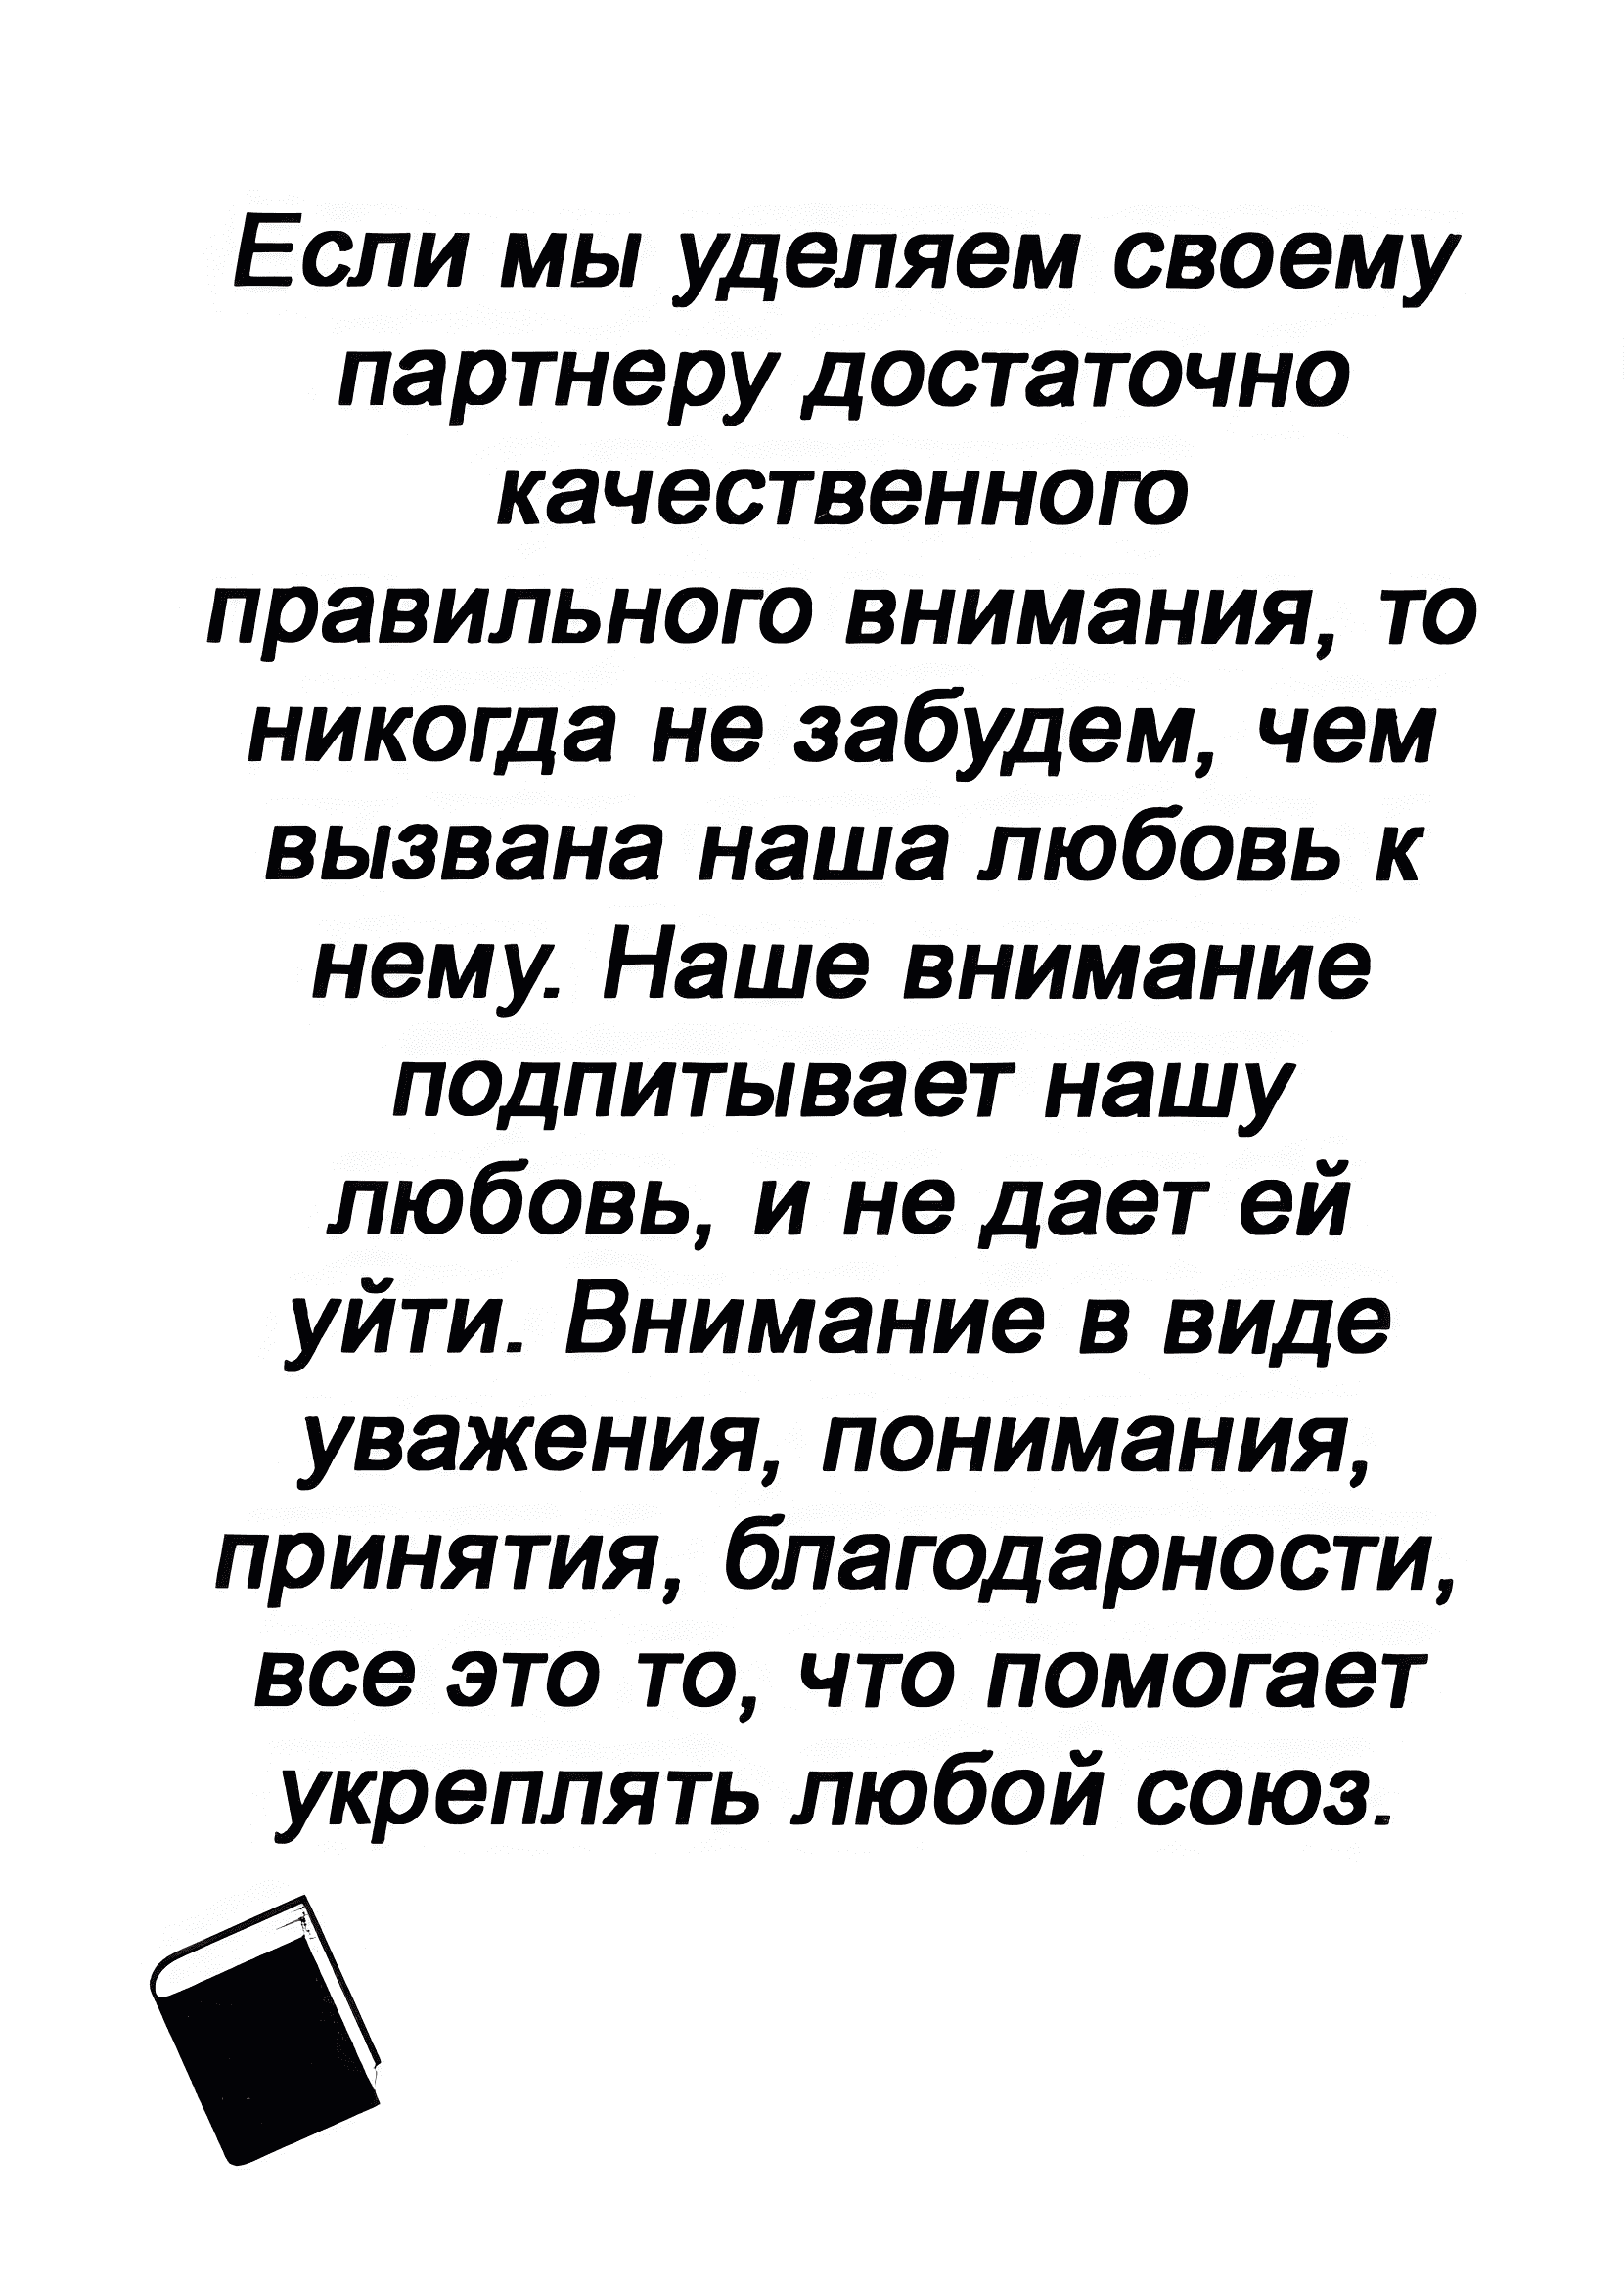 Если мы уделяем своему
партнеру достаточно
качественного
правильного внимания, то
никогда не забудем, чем
вызвана наша любовь к
нему. Наше внимание
подпитывает нашу
любовь, и не дает ей
уйти. Внимание в виде
уважения, понимания,
принятия, благодарности,
все это то, что помогает
укреплять любой союз.